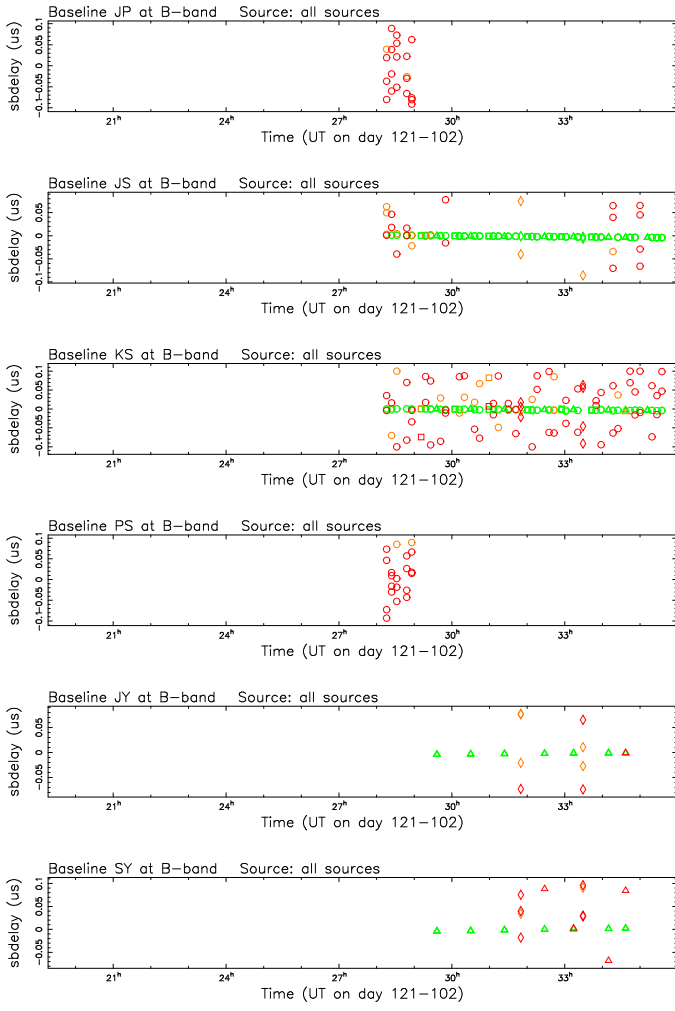 Baseline JP at B-band   Source: all sources
sbdelay (us)
0.1
0.05
0
-0.05
-0.1
21h 24h 27h 30h 33h
Time (UT on day 121-102)
Baseline JS at B-band   Source: all sources
sbdelay (us)
0.05
0
-0.05
-0.1
21h 24h 27h 30h 33h
Time (UT on day 121-102)
Baseline KS at B-band   Source: all sources
sbdelay (us)
0.1
0.05
0
-0.05
-0.1
21h 24h 27h 30h 33h
Time (UT on day 121-102)
Baseline PS at B-band   Source: all sources
sbdelay (us)
0.1
0.05
0
-0.05
-0.1
21h 24h 27h 30h 33h
Time (UT on day 121-102)
Baseline JY at B-band   Source: all sources
sbdelay (us)
0.05
0
-0.05
21h 24h 27h 30h 33h
Time (UT on day 121-102)
Baseline SY at B-band   Source: all sources
sbdelay (us)
0.1
0.05
0
-0.05
21h 24h 27h 30h 33h
Time (UT on day 121-102)